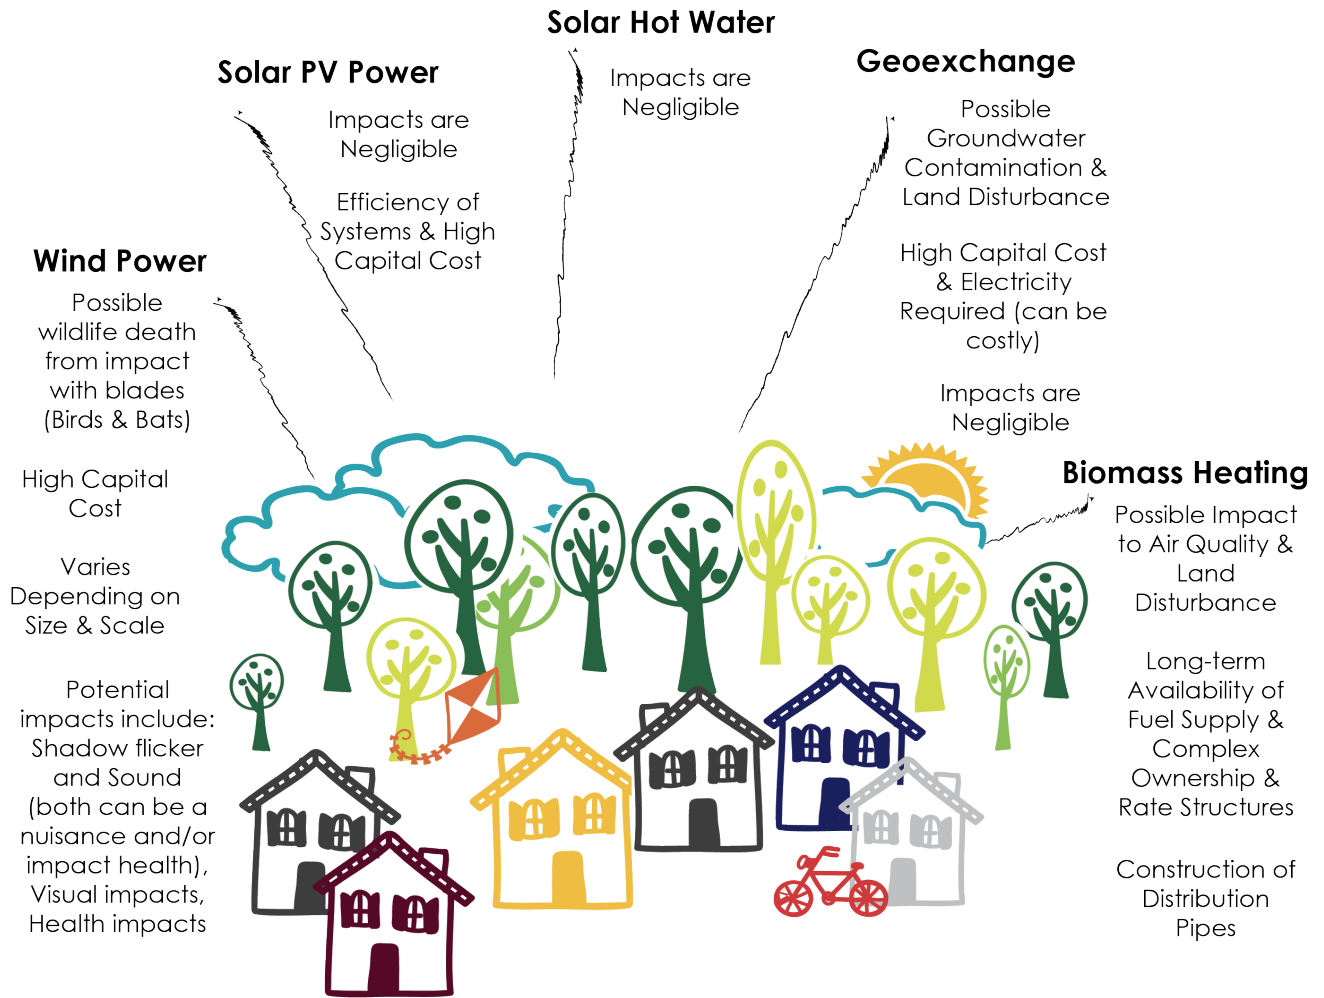 Solar Hot Water
Impacts are
Negligible
Solar PV Power
Impacts are
Negligible
Efficiency of
Systems & High
Capital Cost
Geoexchange
Possible
Groundwater
Contamination &
Land Disturbance
High Capital Cost
& Electricity
Required (can be
costly)
Impacts are
Negligible
Wind Power
Possible
wildlife death
from impact
with blades
(Birds & Bats)
High Capital
Cost
Varies
Depending on
Size & Scale
Potential
impacts include:
Shadow flicker
and Sound
(both can be a
nuisance and/or
impact health),
Visual impacts,
Health impacts
Biomass Heating
Possible Impact
to Air Quality &
Land
Disturbance
Long-term
Availability of
Fuel Supply &
Complex
Ownership &
Rate Structures
Construction of
Distribution
Pipes